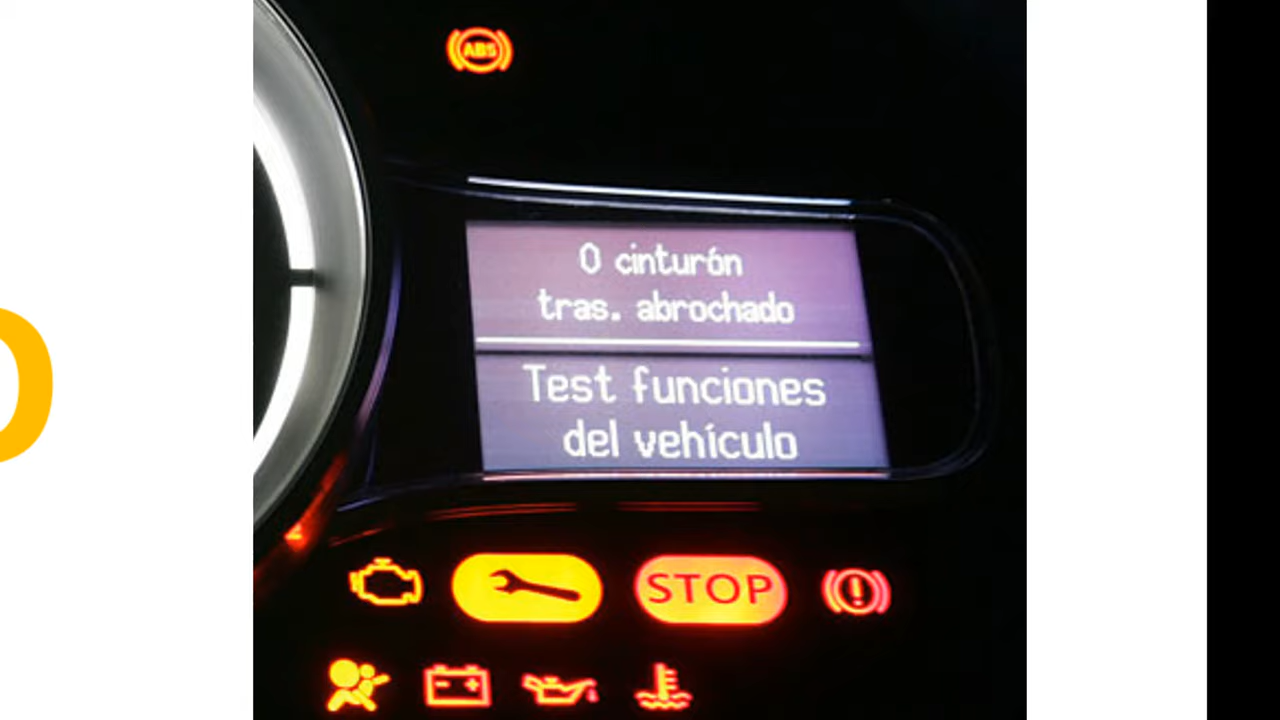 ABS
0 cinturón
tras. abrochado
Test funciones
del vehículo
STOP